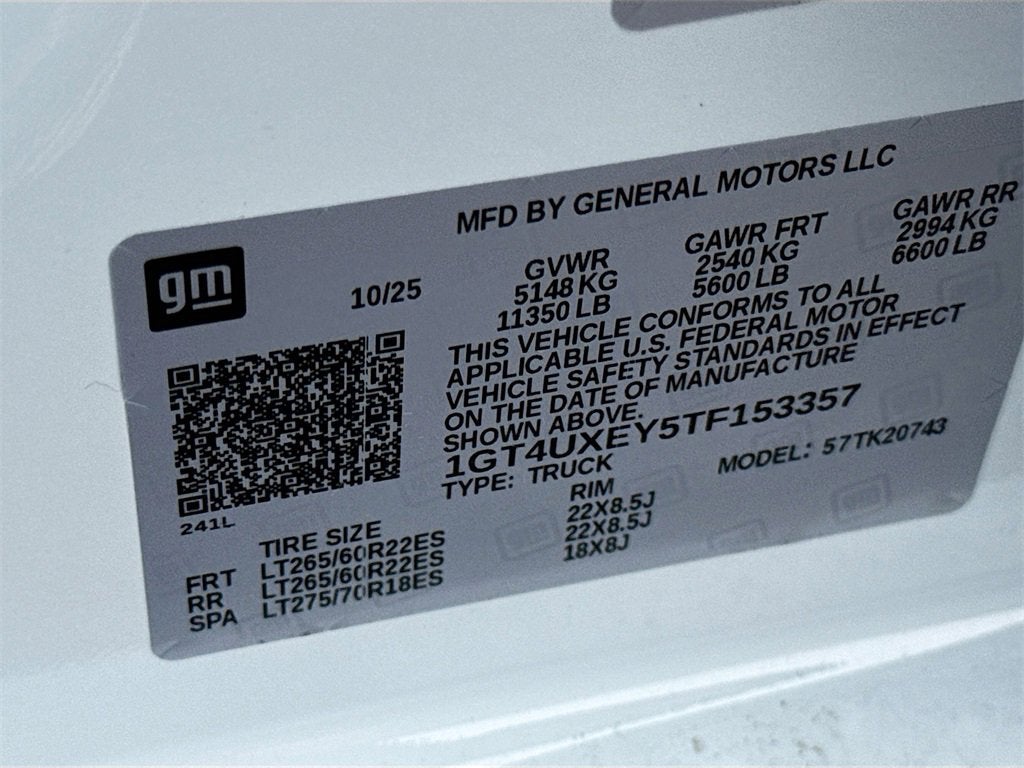 MFD BY GENERAL MOTORS LLC
gm
10/25
GVWR GAWR FRT GAWR RR
5148 KG 2540 KG 2994 KG
11350 LB 5600 LB 6600 LB
THIS VEHICLE CONFORMS TO ALL
APPLICABLE U.S. FEDERAL MOTOR
VEHICLE SAFETY STANDARDS IN EFFECT
ON THE DATE OF MANUFACTURE
SHOWN ABOVE.
1GT4UXEY5TF153357
TYPE: TRUCK MODEL: 57TK20743
241L
TIRE SIZE RIM
FRT LT265/60R22ES 22X8.5J
RR LT265/60R22ES 22X8.5J
SPA LT275/70R18ES 18X8J